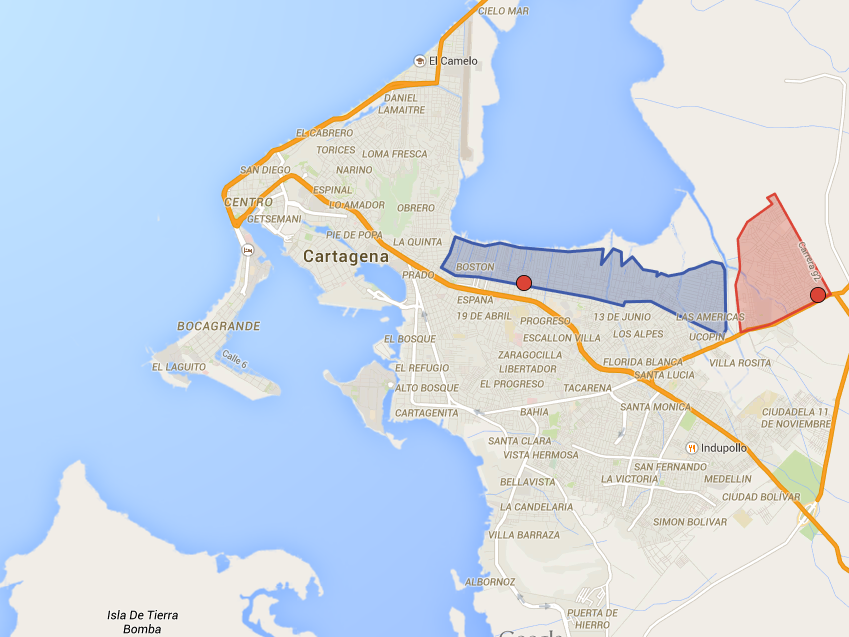 CIELO MAR
El Camelo
DANIEL
LAMAITRE
EL CABRERO
TORICES
LOMA FRESCA
SAN DIEGO
NARINO
ESPINAL
CENTRO
LO AMADOR
OBRERO
GETSEMANI
PIE DE POPA
LA QUINTA
Carrera 92
Cartagena
PRADO
BOSTON
ESPANA
19 DE ABRIL
PROGRESO
13 DE JUNIO
LAS AMERICAS
BOCAGRANDE
EL BOSQUE
ESCALLON VILLA
LOS ALPES
UCOPIN
Calle 6
EL LAGUITO
EL REFUGIO
ZARAGOCILLA
LIBERTADOR
FLORIDA BLANCA
VILLA ROSITA
ALTO BOSQUE
EL PROGRESO
TACARENA
SANTA LUCIA
CARTAGENITA
BAHIA
SANTA MONICA
CIUDADELA 11
DE NOVIEMBRE
SANTA CLARA
VISTA HERMOSA
Indupollo
SAN FERNANDO
BELLAVISTA
LA VICTORIA
MEDELLIN
CIUDAD BOLÍVAR
LA CANDELARIA
SIMON BOLIVAR
VILLA BARRAZA
ALBORNOZ
Isla De Tierra
Bomba
PUERTA DE
HIERRO
Google